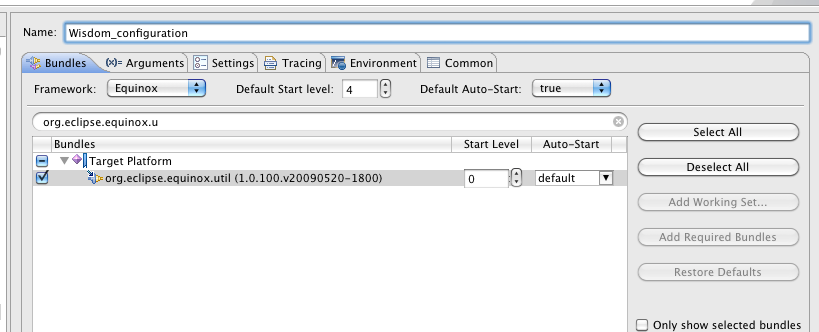 Name: Wisdom_configuration
Bundles (x)= Arguments Settings Tracing Environment Common
Framework: Equinox Default Start level: 4 Default Auto-Start: true
org.eclipse.equinox.u
Bundles Start Level Auto-Start
Target Platform
org.eclipse.equinox.util (1.0.100.v20090520-1800) 0 default
Select All
Deselect All
Add Working Set...
Add Required Bundles
Restore Defaults
Only show selected bundles